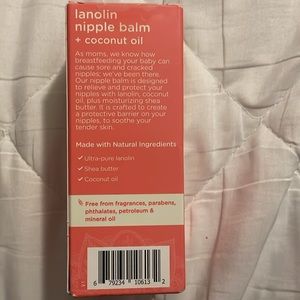 lanolin
nipple balm
+ coconut oil
As moms, we know how
breastfeeding your baby can
cause sore and cracked
nipples; we've been there.
Our nipple balm is designed
to relieve and protect your
nipples with lanolin, coconut
oil, plus moisturizing shea
butter. It is crafted to create
a protective barrier on your
nipples, to soothe your
tender skin.
Made with Natural Ingredients
Ultra-pure lanolin
Shea butter
Coconut oil
Free from fragrances, parabens,
phthalates, petroleum &
mineral oil
6 79234 10613 2